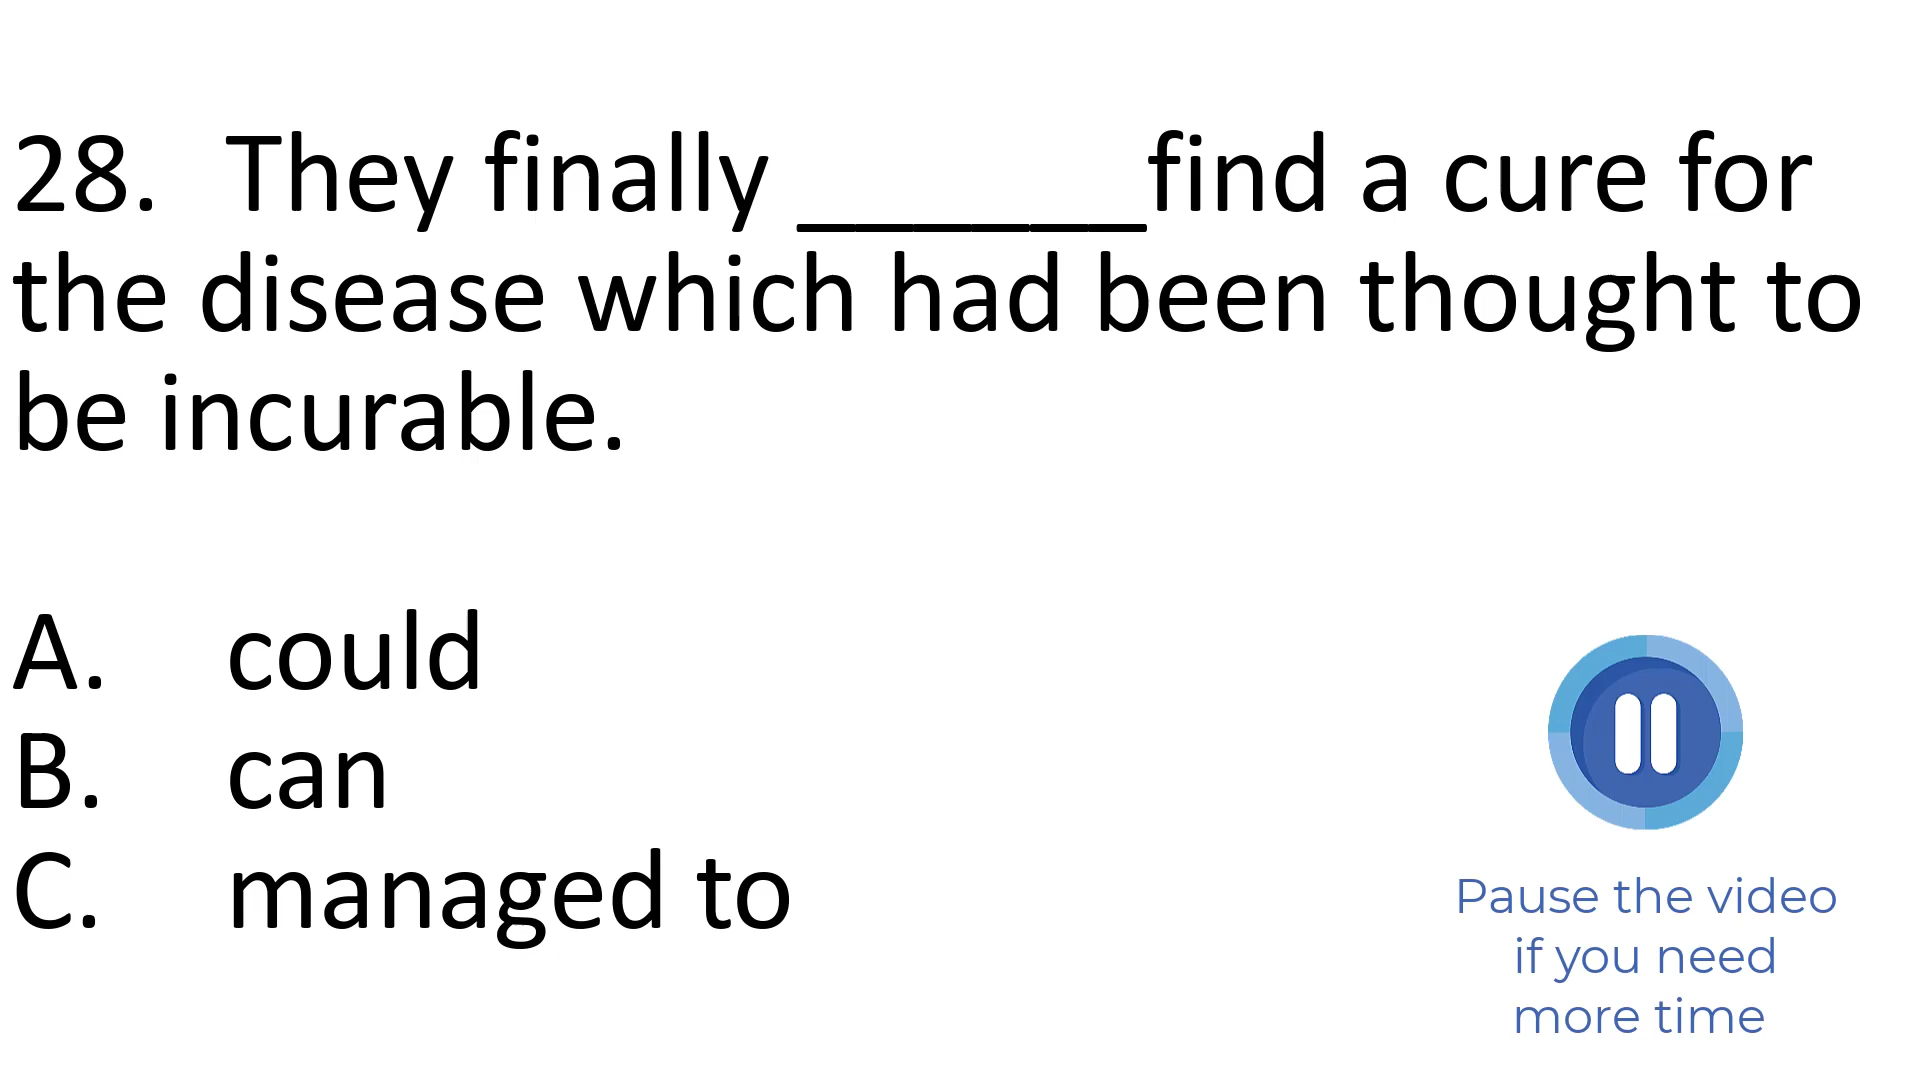 28. They finally ______find a cure for
the disease which had been thought to
be incurable.
A. could
B. can
C. managed to
Pause the video
if you need
more time